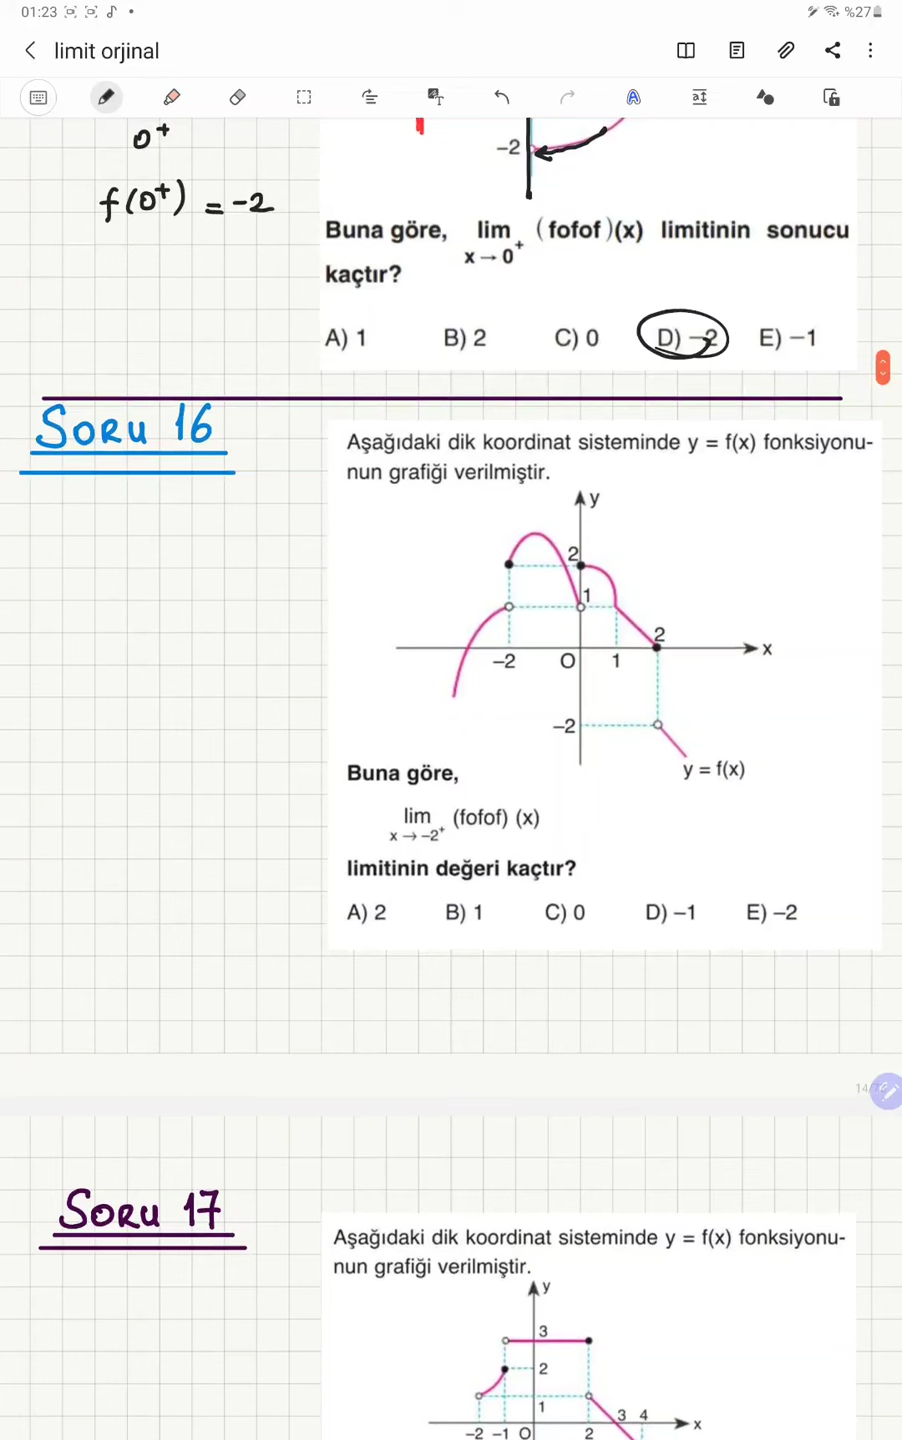 01:23
%27
limit orjinal
0⁺
f(0⁺) = -2
-2
Buna göre, lim (fofof)(x) limitinin sonucu
x→0⁺
kaçtır?
A) 1 B) 2 C) 0 D) -2 E) -1
SORU 16
Aşağıdaki dik koordinat sisteminde y = f(x) fonksiyonu-
nun grafiği verilmiştir.
y
2
1
2
x
-2 O 1
-2
y = f(x)
Buna göre,
lim (fofof) (x)
x→-2⁺
limitinin değeri kaçtır?
A) 2 B) 1 C) 0 D) -1 E) -2
SORU 17
Aşağıdaki dik koordinat sisteminde y = f(x) fonksiyonu-
nun grafiği verilmiştir.
y
3
2
1
3 4
x
-2 -1 O 2